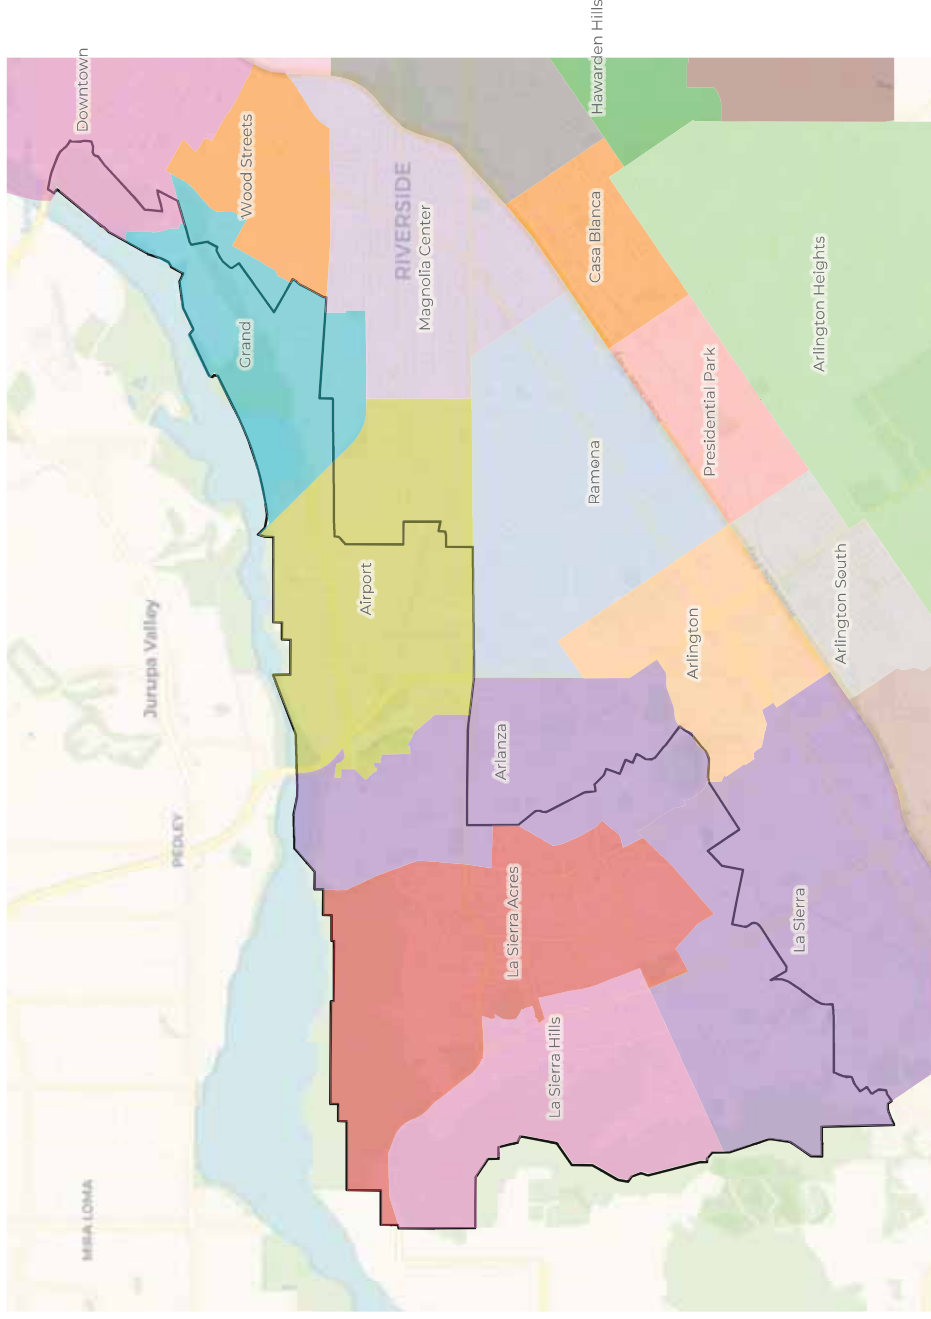 MIRA LOMA
PEDLEY
Jurupa Valley
Downtown
Wood Streets
Grand
Airport
RIVERSIDE
Magnolia Center
Hawarden Hills
Casa Blanca
Arlington Heights
Presidential Park
Ramona
Arlington South
Arlington
Arlanza
La Sierra Acres
La Sierra Hills
La Sierra